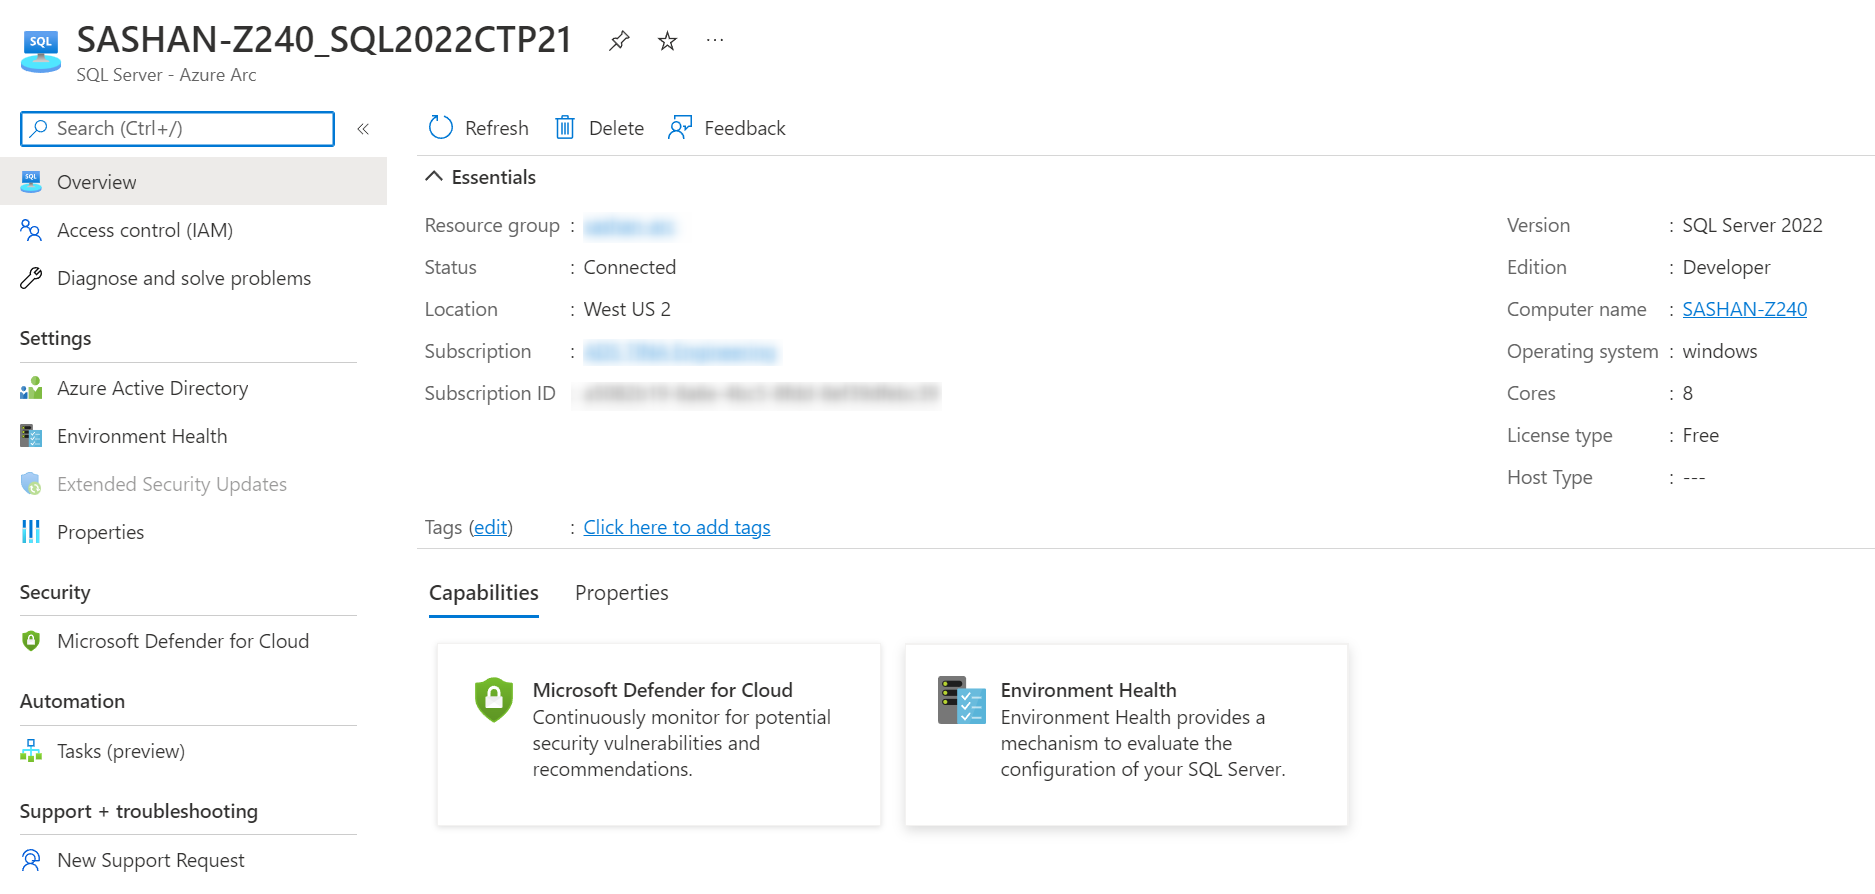 SQL
SASHAN-Z240_SQL2022CTP21
SQL Server - Azure Arc
Search (Ctrl+/)
Refresh
Delete
Feedback
SQL
Overview
Access control (IAM)
Diagnose and solve problems
Settings
Azure Active Directory
Environment Health
Extended Security Updates
Properties
Security
Microsoft Defender for Cloud
Automation
Tasks (preview)
Support + troubleshooting
New Support Request
Essentials
Resource group :
Status : Connected
Location : West US 2
Subscription :
Subscription ID
Version : SQL Server 2022
Edition : Developer
Computer name : SASHAN-Z240
Operating system : windows
Cores : 8
License type : Free
Host Type : ---
Tags (edit) : Click here to add tags
Capabilities
Properties
Microsoft Defender for Cloud
Continuously monitor for potential
security vulnerabilities and
recommendations.
Environment Health
Environment Health provides a
mechanism to evaluate the
configuration of your SQL Server.